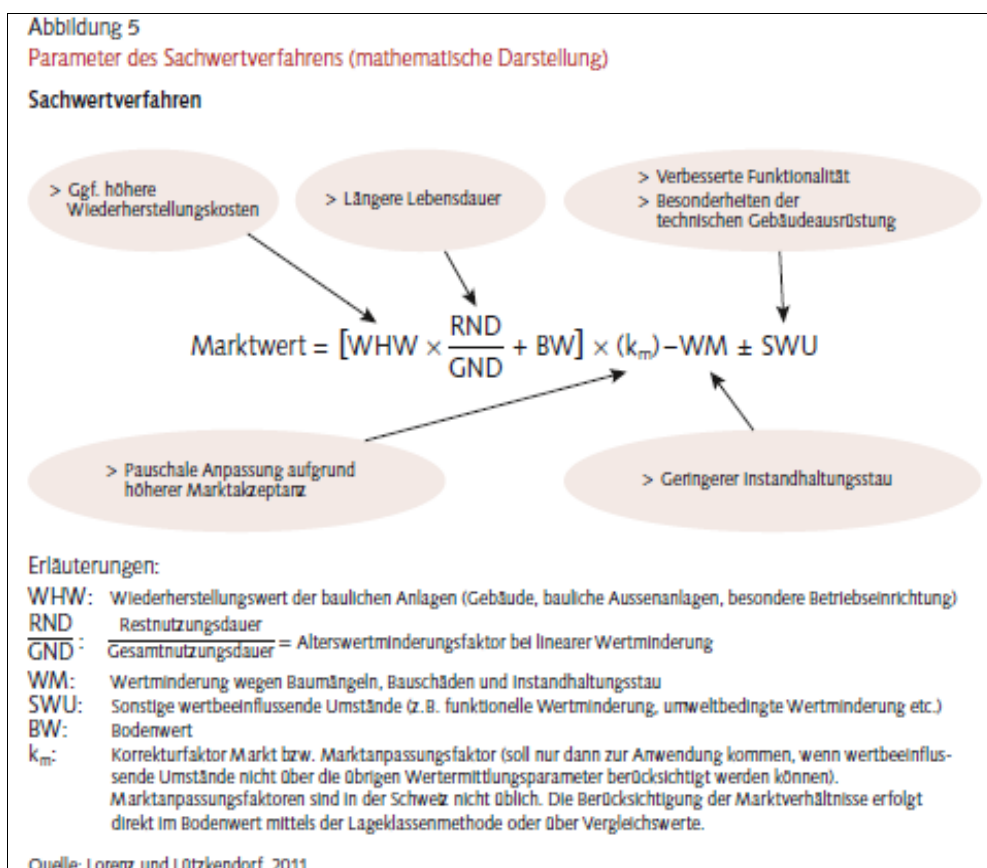 Abbildung 5
Parameter des Sachwertverfahrens (mathematische Darstellung)
Sachwertverfahren
> Ggf. höhere
Wiederherstellungskosten
> Längere Lebensdauer
> Verbesserte Funktionalität
> Besonderheiten der
technischen Gebäudeausrüstung
Marktwert = [WHW × RND/GND + BW] × (kₘ) – WM ± SWU
> Pauschale Anpassung aufgrund
höherer Marktakzeptanz
> Geringerer Instandhaltungsstau
Erläuterungen:
WHW: Wiederherstellungswert der baulichen Anlagen (Gebäude, bauliche Aussenanlagen, besondere Betriebseinrichtung)
RND/GND: Restnutzungsdauer/Gesamtnutzungsdauer = Alterswertminderungsfaktor bei linearer Wertminderung
WM: Wertminderung wegen Baumängeln, Bauschäden und Instandhaltungsstau
SWU: Sonstige wertbeeinflussende Umstände (z.B. funktionelle Wertminderung, umweltbedingte Wertminderung etc.)
BW: Bodenwert
kₘ: Korrekturfaktor Markt bzw. Marktanpassungsfaktor (soll nur dann zur Anwendung kommen, wenn wertbeeinflus-
sende Umstände nicht über die übrigen Wertermittlungsparameter berücksichtigt werden können).
Marktanpassungsfaktoren sind in der Schweiz nicht üblich. Die Berücksichtigung der Marktverhältnisse erfolgt
direkt im Bodenwert mittels der Lageklassenmethode oder über Vergleichswerte.
Quelle: Lorenz und Lützkendorf, 2011